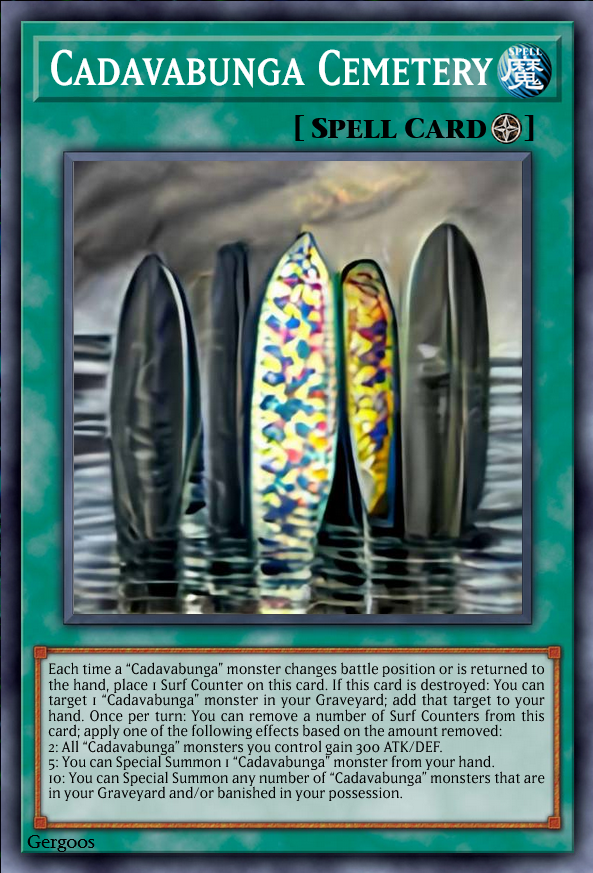 Cadavabunga Cemetery
SPELL
魔
[ Spell Card ]
Each time a “Cadavabunga” monster changes battle position or is returned to
the hand, place 1 Surf Counter on this card. If this card is destroyed: You can
target 1 “Cadavabunga” monster in your Graveyard; add that target to your
hand. Once per turn: You can remove a number of Surf Counters from this
card; apply one of the following effects based on the amount removed:
2: All “Cadavabunga” monsters you control gain 300 ATK/DEF.
5: You can Special Summon 1 “Cadavabunga” monster from your hand.
10: You can Special Summon any number of “Cadavabunga” monsters that are
in your Graveyard and/or banished in your possession.
Gergoos